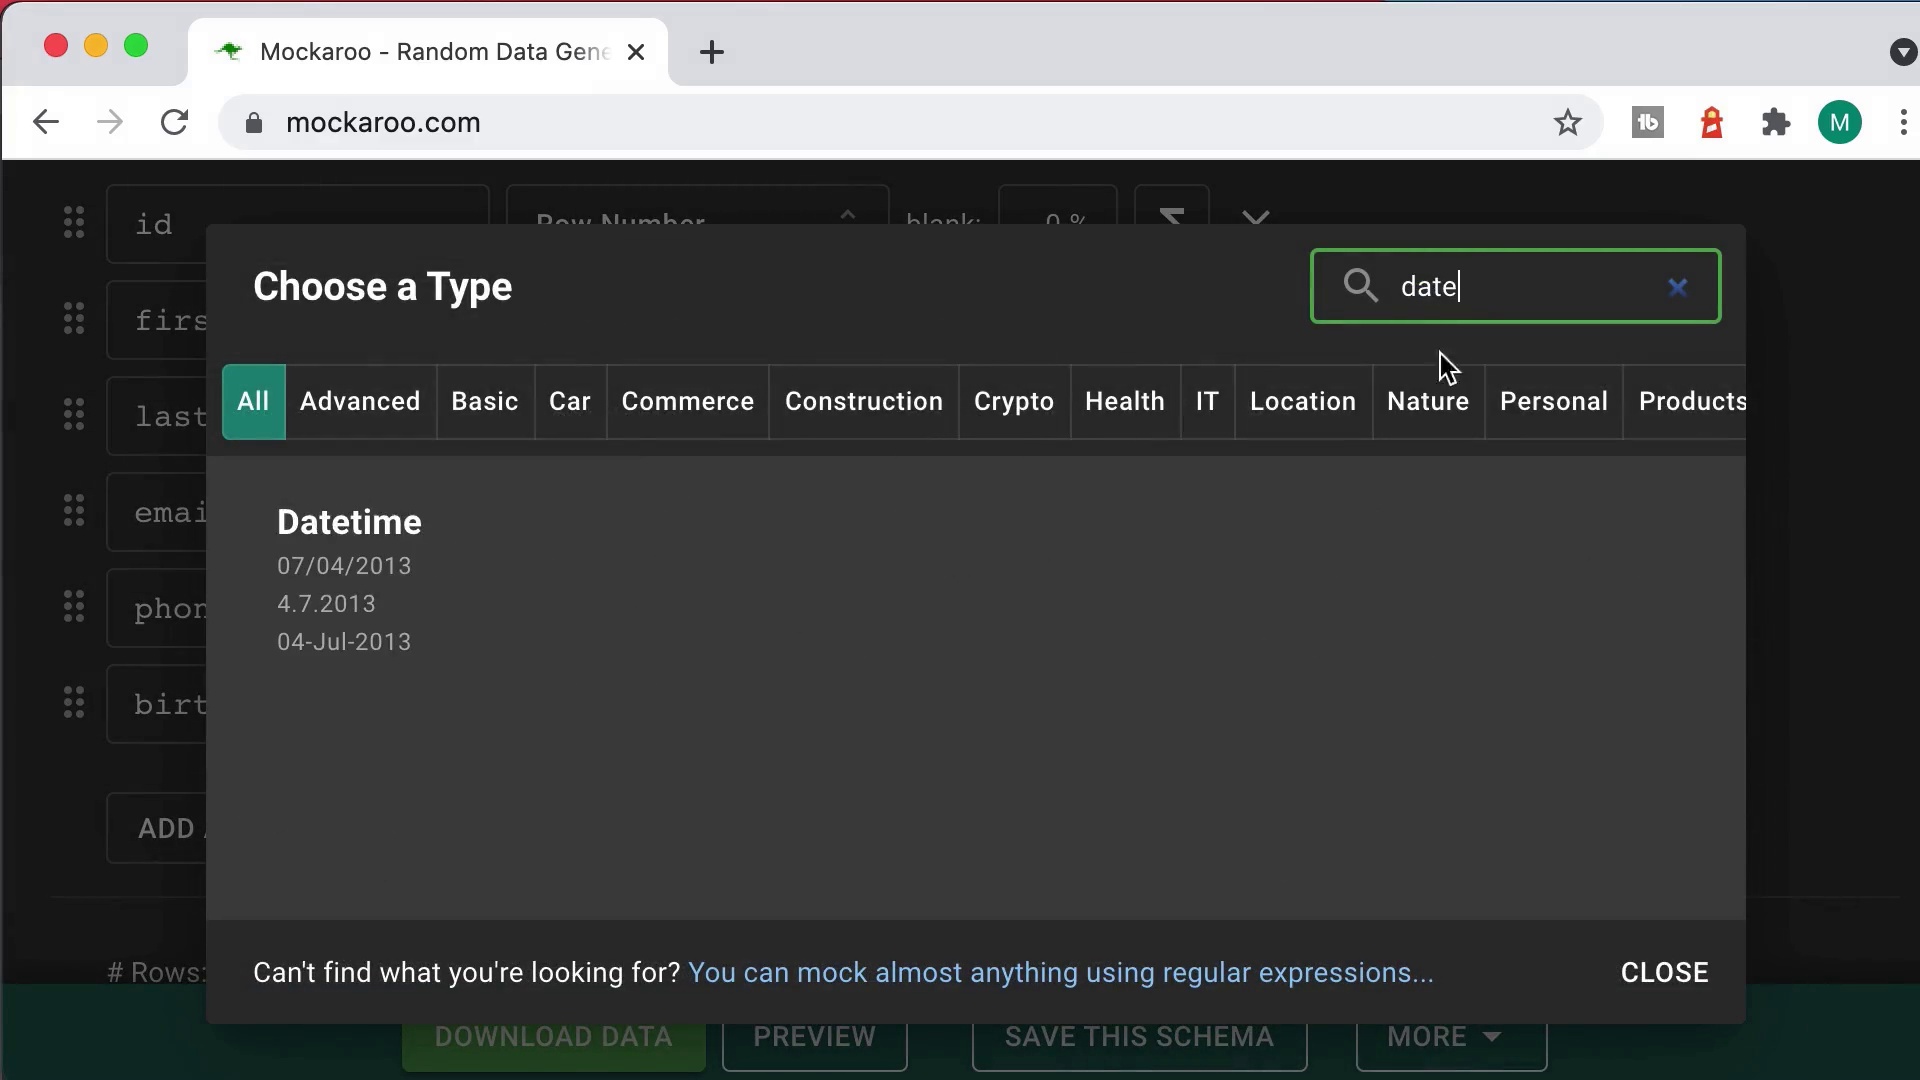 Mockaroo - Random Data Gene
mockaroo.com
M
id
Row Number
blank:
0 %
Σ
Choose a Type
date
firs
All
Advanced
Basic
Car
Commerce
Construction
Crypto
Health
IT
Location
Nature
Personal
Products
last
emai
Datetime
07/04/2013
4.7.2013
04-Jul-2013
phon
birt
ADD
# Rows:
Can't find what you're looking for? You can mock almost anything using regular expressions...
CLOSE
DOWNLOAD DATA
PREVIEW
SAVE THIS SCHEMA
MORE